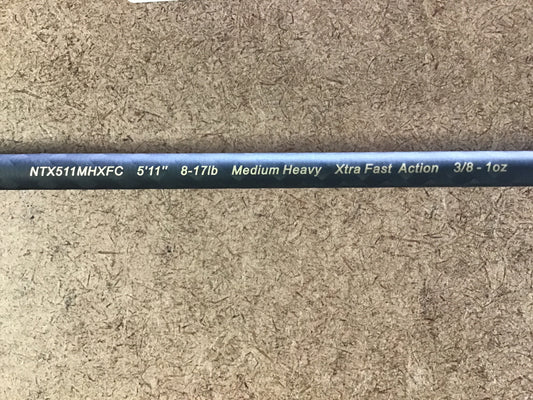 NTX511MHXFC 5'11" 8-17lb Medium Heavy Xtra Fast Action 3/8 - 1oz